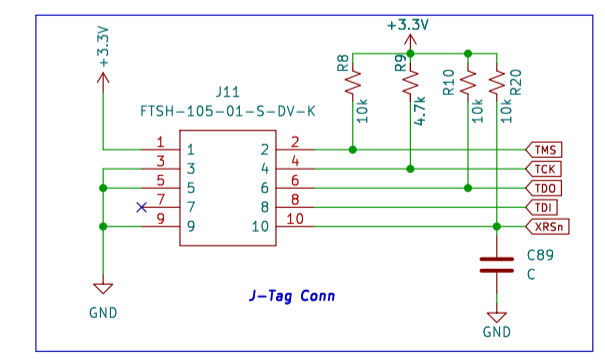 +3.3V
+3.3V
J11
FTSH-105-01-S-DV-K
R8
10k
R9
4.7k
R10
10k
R20
10k
1 1 2 2 TMS
3 3 4 4 TCK
5 5 6 6 TDO
7 7 8 8 TDI
9 9 10 10 XRSn
C89
C
J-Tag Conn
GND
GND